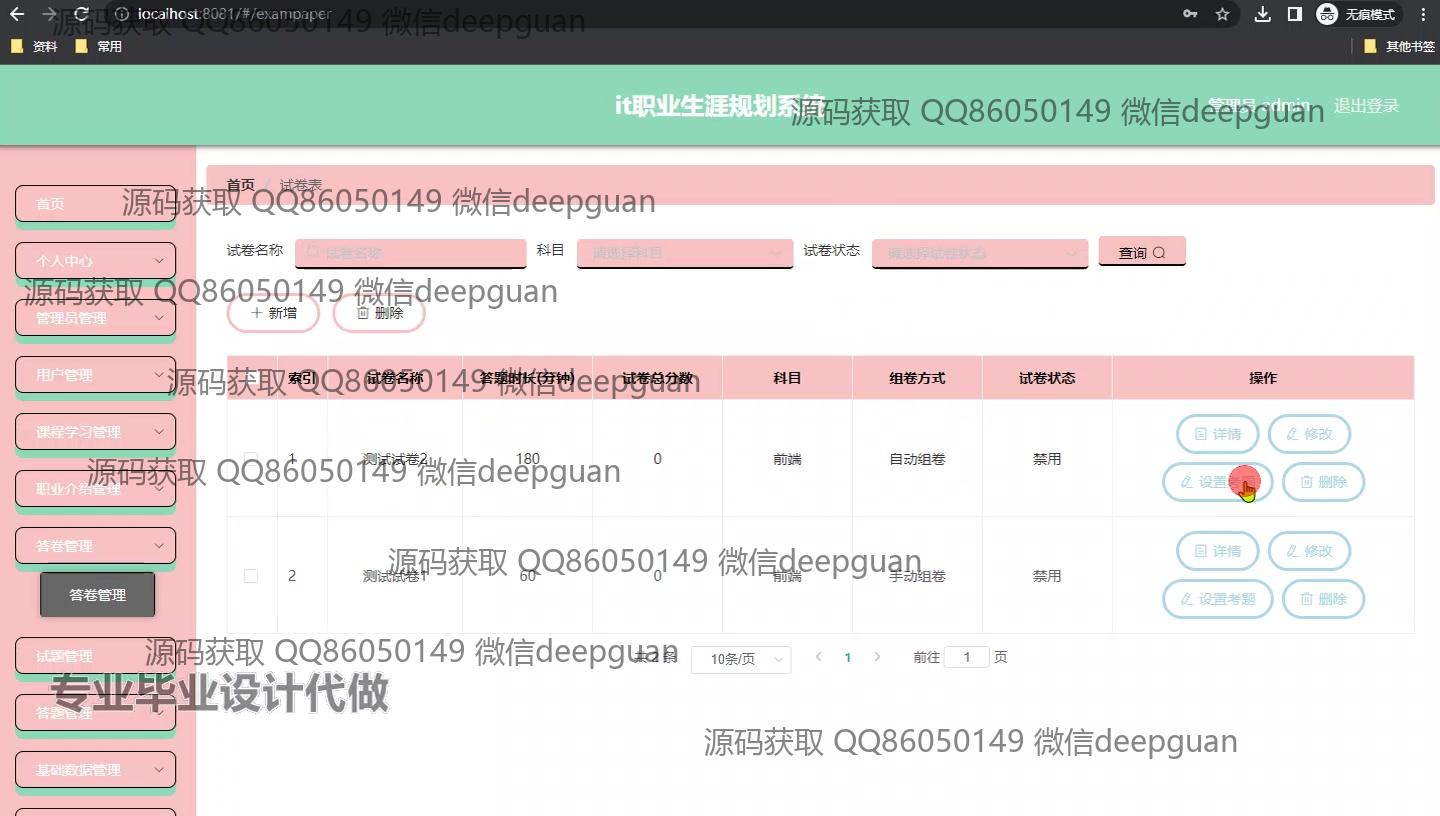 localhost:8081/#/exampaper
无痕模式
源码获取 QQ86050149 微信deepguan
资料
常用
其他书签
it职业生涯规划系统
管理员 admin
退出登录
源码获取 QQ86050149 微信deepguan
首页 / 试卷表
首页
源码获取 QQ86050149 微信deepguan
试卷名称
试卷名称
科目
请选择科目
试卷状态
请选择试卷状态
查询
个人中心
源码获取 QQ86050149 微信deepguan
新增
删除
管理员管理
用户管理
源码获取 QQ86050149 微信deepguan
索引 试卷名称 答题时长(分钟) 试卷总分数 科目 组卷方式 试卷状态 操作
课程学习管理
详情 修改
1 测试试卷2 180 0 前端 自动组卷 禁用
源码获取 QQ86050149 微信deepguan
职业介绍管理
设置考题 删除
答卷管理
详情 修改
源码获取 QQ86050149 微信deepguan
2 测试试卷1 60 0 前端 手动组卷 禁用
答卷管理
设置考题 删除
试题管理
源码获取 QQ86050149 微信deepguan
共 2 条 10条/页 1 前往 1 页
专业毕业设计代做
答题管理
源码获取 QQ86050149 微信deepguan
基础数据管理